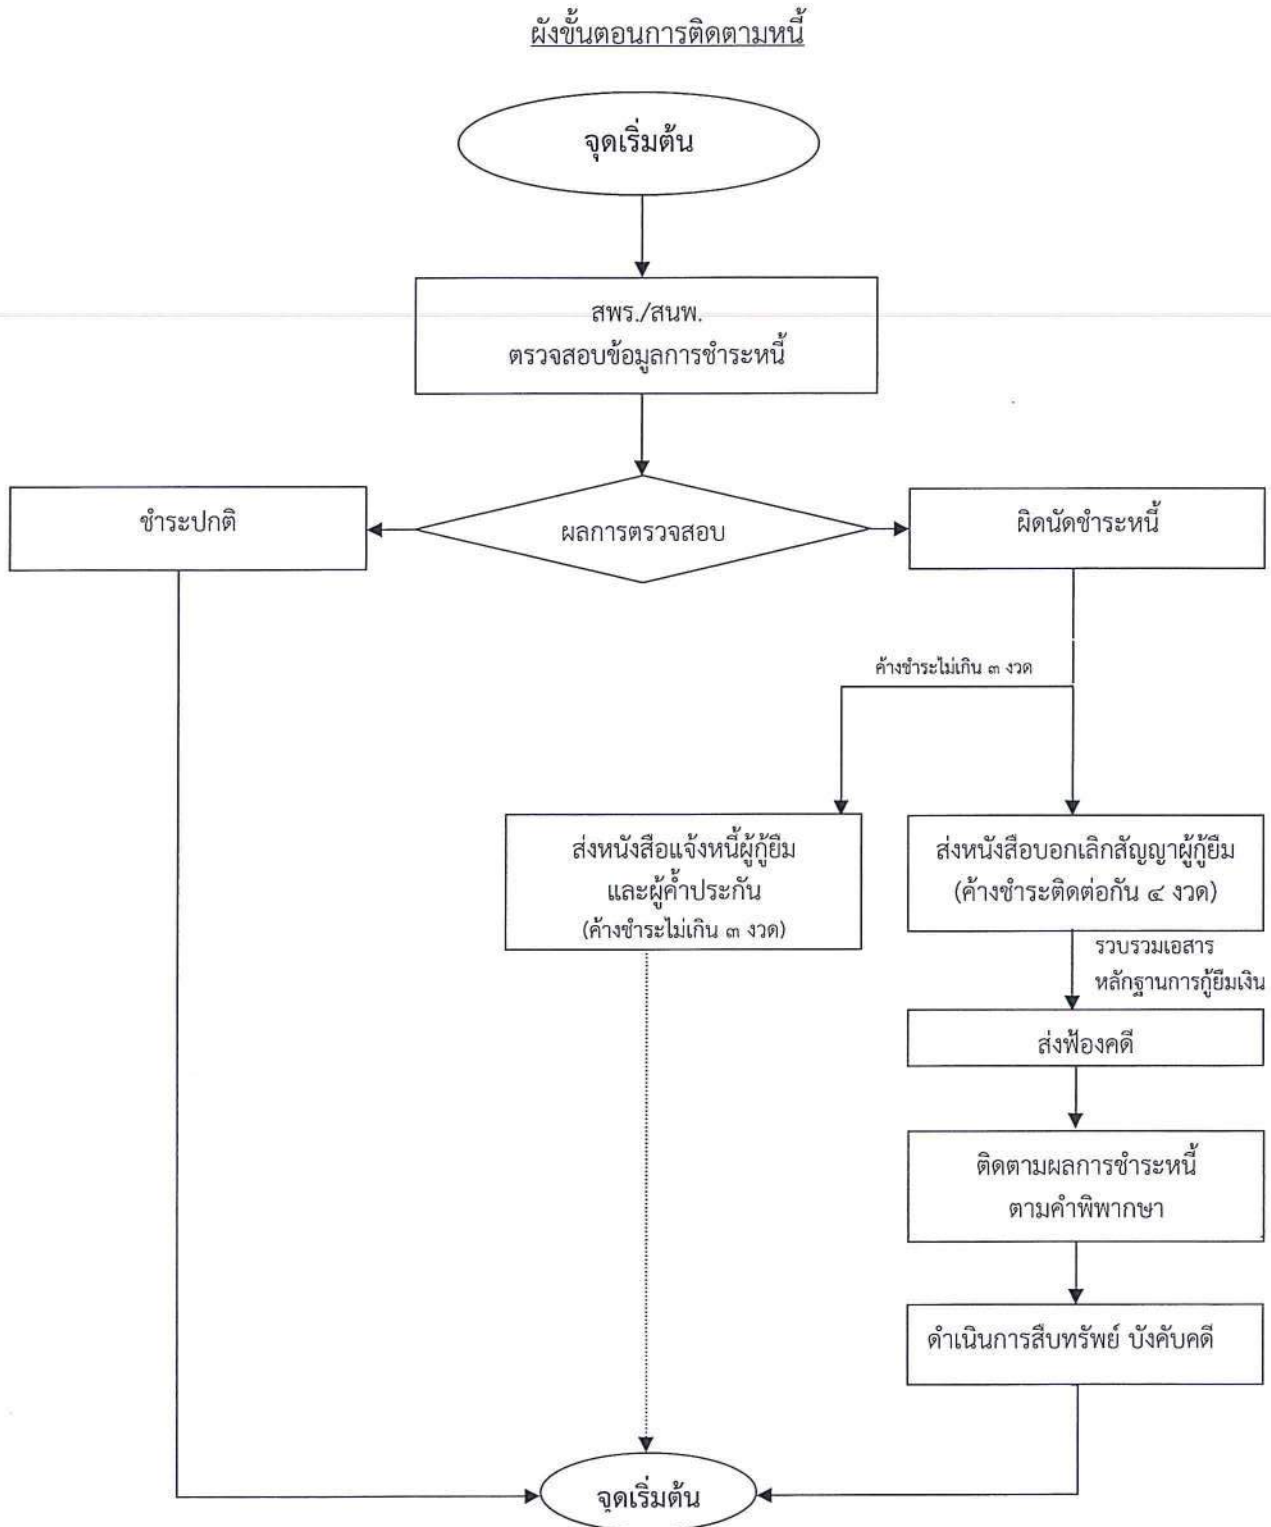 ผังขั้นตอนการติดตามหนี้
จุดเริ่มต้น
สพร./สนพ.
ตรวจสอบข้อมูลการชำระหนี้
ชำระปกติ
ผลการตรวจสอบ
ผิดนัดชำระหนี้
ค้างชำระไม่เกิน ๓ งวด
ส่งหนังสือแจ้งหนี้ผู้กู้ยืม
และผู้ค้ำประกัน
(ค้างชำระไม่เกิน ๓ งวด)
ส่งหนังสือบอกเลิกสัญญาผู้กู้ยืม
(ค้างชำระติดต่อกัน ๔ งวด)
รวบรวมเอสาร
หลักฐานการกู้ยืมเงิน
ส่งฟ้องคดี
ติดตามผลการชำระหนี้
ตามคำพิพากษา
ดำเนินการสืบทรัพย์ บังคับคดี
จุดเริ่มต้น